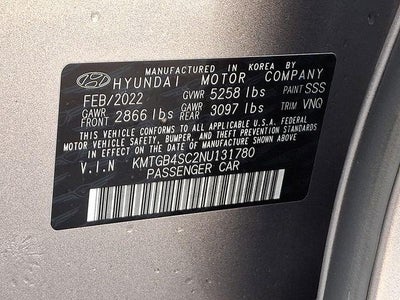 MANUFACTURED IN KOREA BY
HYUNDAI MOTOR COMPANY
FEB/2022 GVWR 5258 lbs PAINT SSS
GAWR FRONT 2866 lbs GAWR REAR 3097 lbs TRIM VNQ
THIS VEHICLE CONFORMS TO ALL APPLICABLE U.S.A. FEDERAL
MOTOR VEHICLE SAFETY, BUMPER, AND THEFT PREVENTION
STANDARDS IN EFFECT ON THE DATE OF MANUFACTURE SHOWN ABOVE.
V.I.N KMTGB4SC2NU131780
PASSENGER CAR